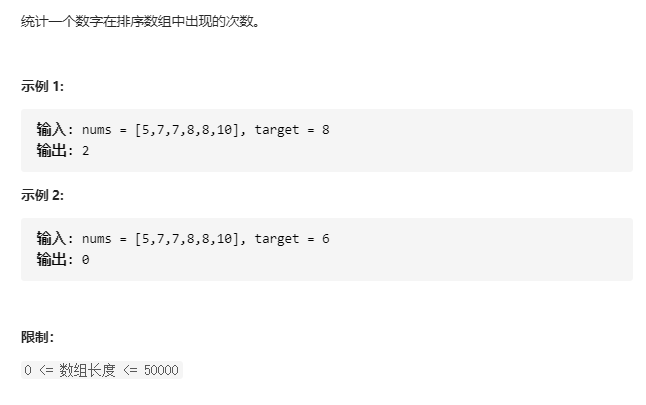 统计一个数字在排序数组中出现的次数。
示例 1:
输入: nums = [5,7,7,8,8,10], target = 8
输出: 2
示例 2:
输入: nums = [5,7,7,8,8,10], target = 6
输出: 0
限制:
0 <= 数组长度 <= 50000